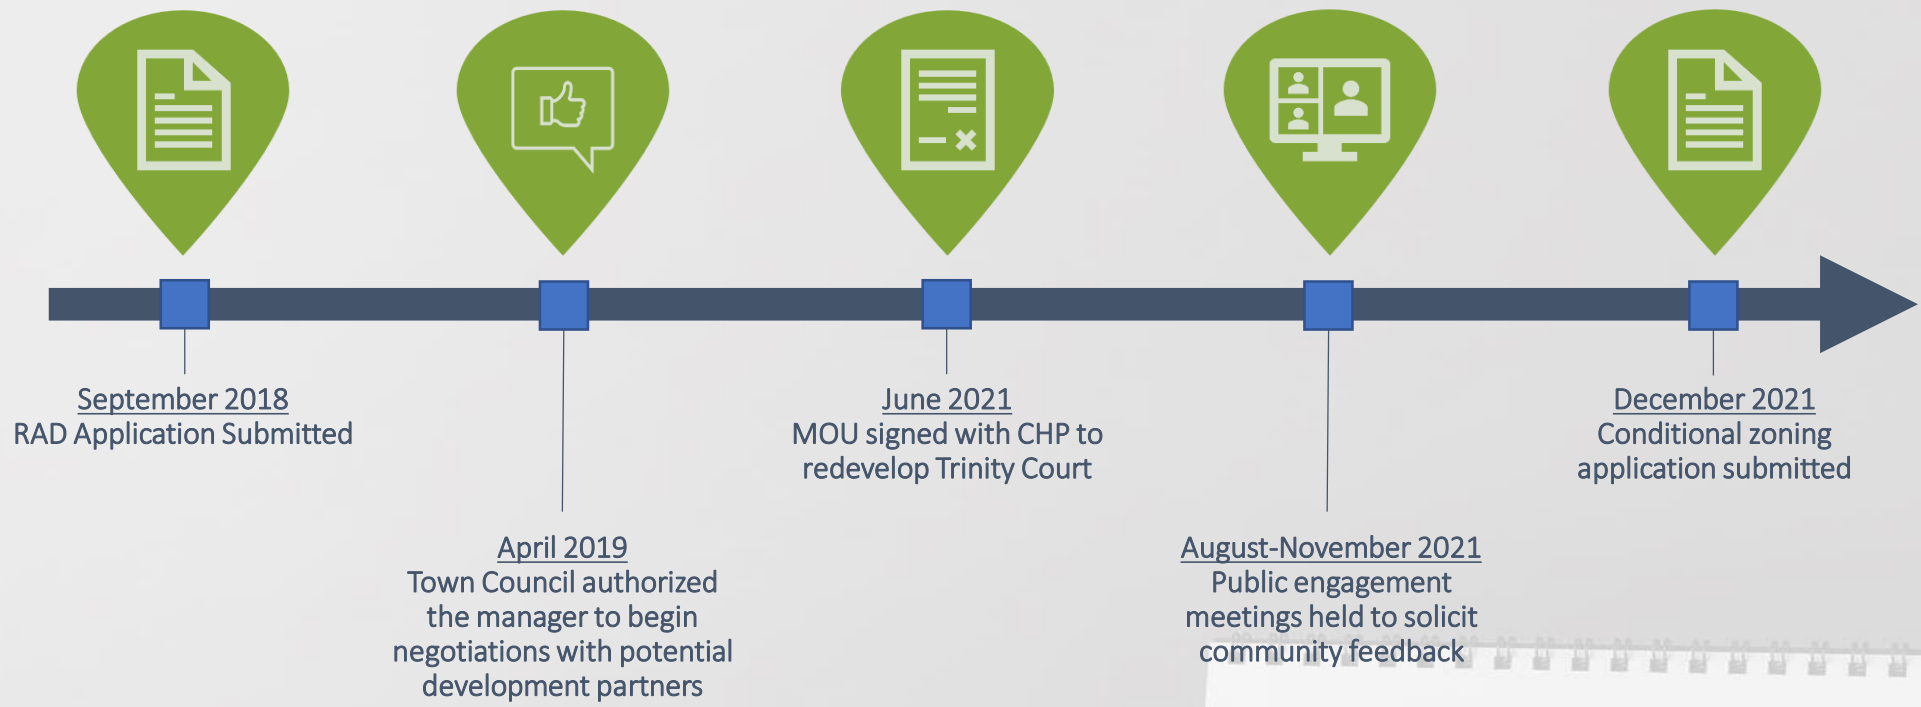 September 2018
RAD Application Submitted
April 2019
Town Council authorized
the manager to begin
negotiations with potential
development partners
June 2021
MOU signed with CHP to
redevelop Trinity Court
August-November 2021
Public engagement
meetings held to solicit
community feedback
December 2021
Conditional zoning
application submitted